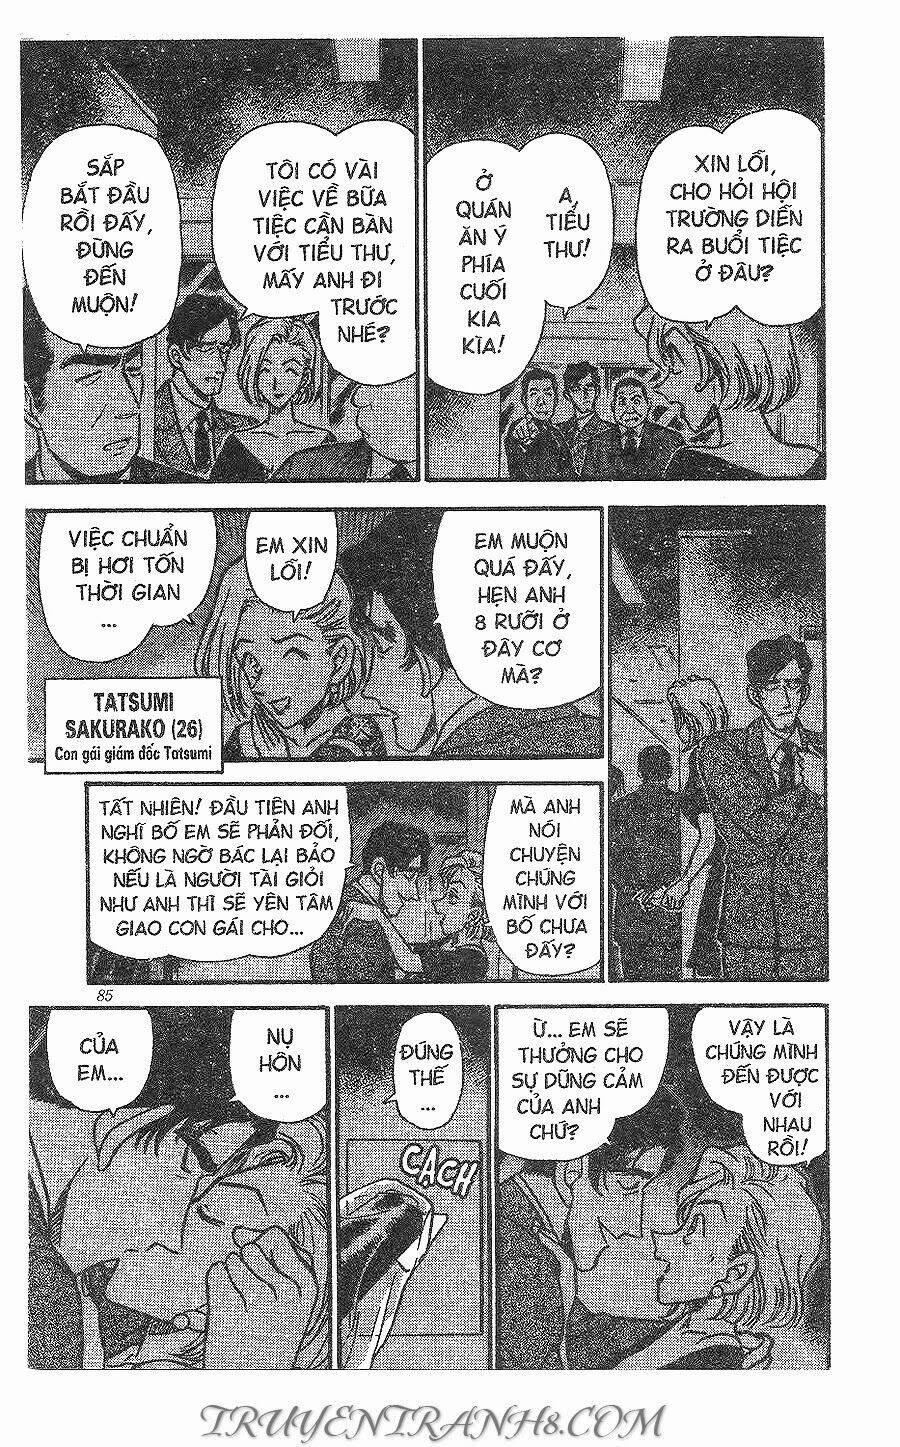 XIN LỖI,
CHO HỎI HỘI
TRƯỜNG DIỄN
RA BUỔI TIỆC
Ở ĐÂU?
A,
TIỂU
THƯ!
Ở
QUÁN
ĂN Ý
PHÍA
CUỐI
KIA
KÌA!
TÔI CÓ VÀI
VIỆC VỀ BỮA
TIỆC CẦN BÀN
VỚI TIỂU THƯ,
MẤY ANH ĐI
TRƯỚC
NHÉ?
SẮP
BẮT ĐẦU
RỒI ĐẤY,
ĐỪNG
ĐẾN
MUỘN!
EM MUỘN
QUÁ ĐẤY,
HẸN ANH
8 RƯỠI Ở
ĐÂY CƠ
MÀ?
EM XIN
LỖI!
VIỆC CHUẨN
BỊ HƠI TỐN
THỜI GIAN
...
TATSUMI
SAKURAKO (26)
Con gái giám đốc Tatsumi
MÀ ANH
NÓI
CHUYỆN
CHÚNG
MÌNH VỚI
BỐ CHƯA
ĐẤY?
TẤT NHIÊN! ĐẦU TIÊN ANH
NGHĨ BỐ EM SẼ PHẢN ĐỐI,
KHÔNG NGỜ BÁC LẠI BẢO
NẾU LÀ NGƯỜI TÀI GIỎI
NHƯ ANH THÌ SẼ YÊN TÂM
GIAO CON GÁI CHO...
85
VẬY LÀ
CHÚNG MÌNH
ĐẾN ĐƯỢC
VỚI
NHAU
RỒI!
Ừ... EM SẼ
THƯỞNG CHO
SỰ DŨNG CẢM
CỦA ANH
CHỨ?
ĐÚNG
THẾ
...
CẠCH
NỤ
HÔN
...
CỦA
EM...
TRUYENTRANH8.COM